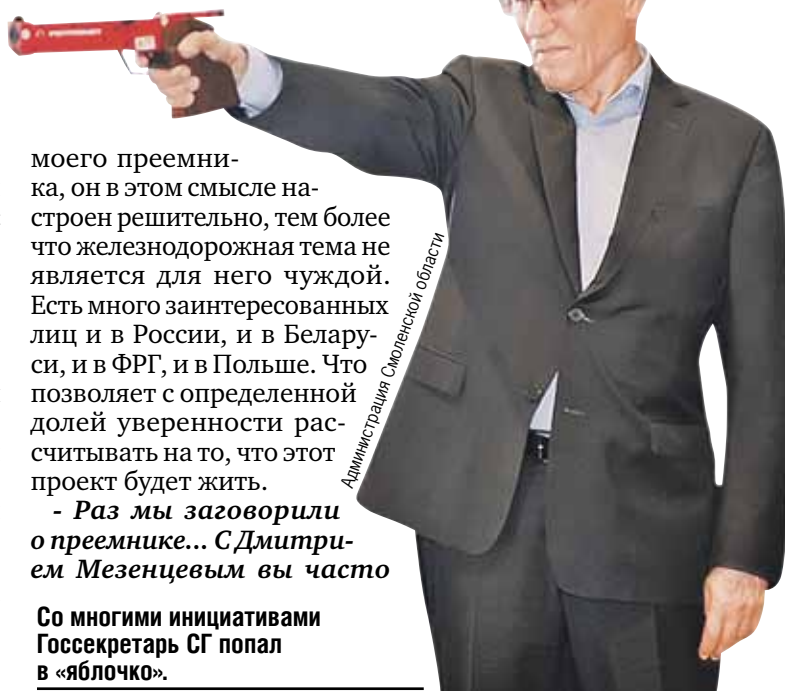 моего преемни-
ка, он в этом смысле на-
строен решительно, тем более
что железнодорожная тема не
является для него чуждой.
Есть много заинтересованных
лиц и в России, и в Белару-
си, и в ФРГ, и в Польше. Что
позволяет с определенной
долей уверенности рас-
считывать на то, что этот
проект будет жить.
- Раз мы заговорили
о преемнике... С Дмитри-
ем Мезенцевым вы часто
Администрация Смоленской области
Со многими инициативами
Госсекретарь СГ попал
в «яблочко».